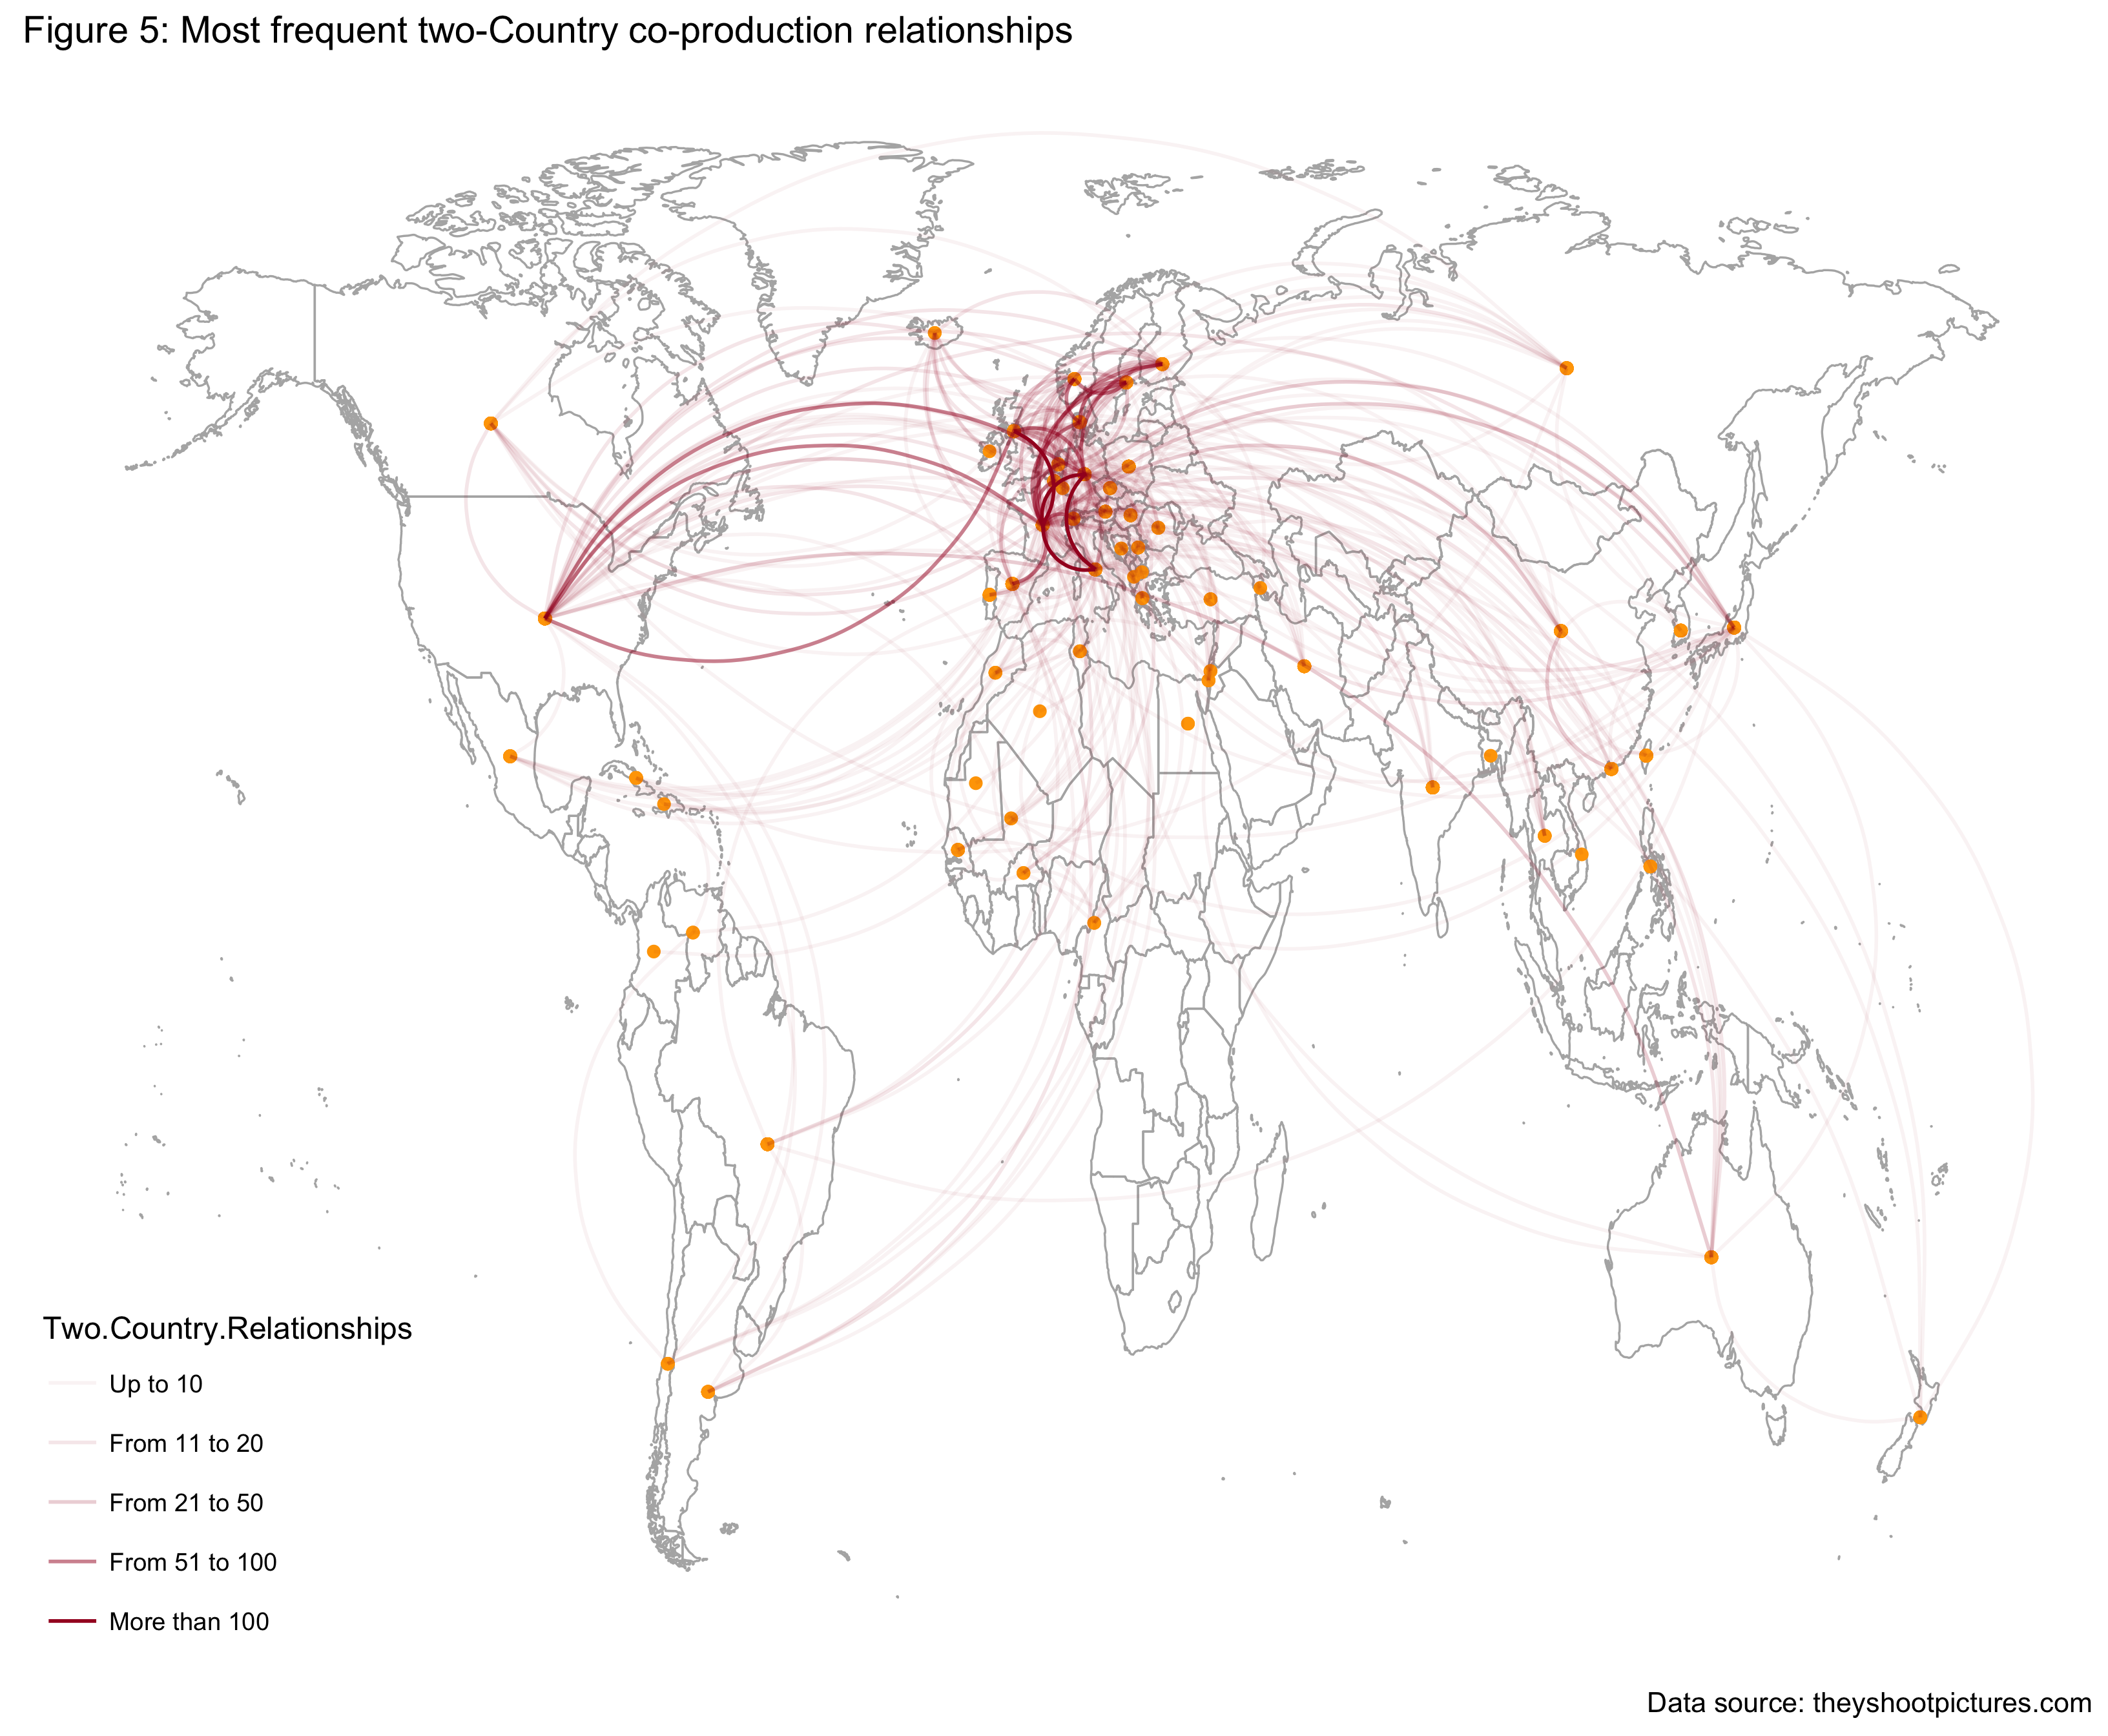 Figure 5: Most frequent two-Country co-production relationships
Two.Country.Relationships
Up to 10
From 11 to 20
From 21 to 50
From 51 to 100
More than 100
Data source: theyshootpictures.com